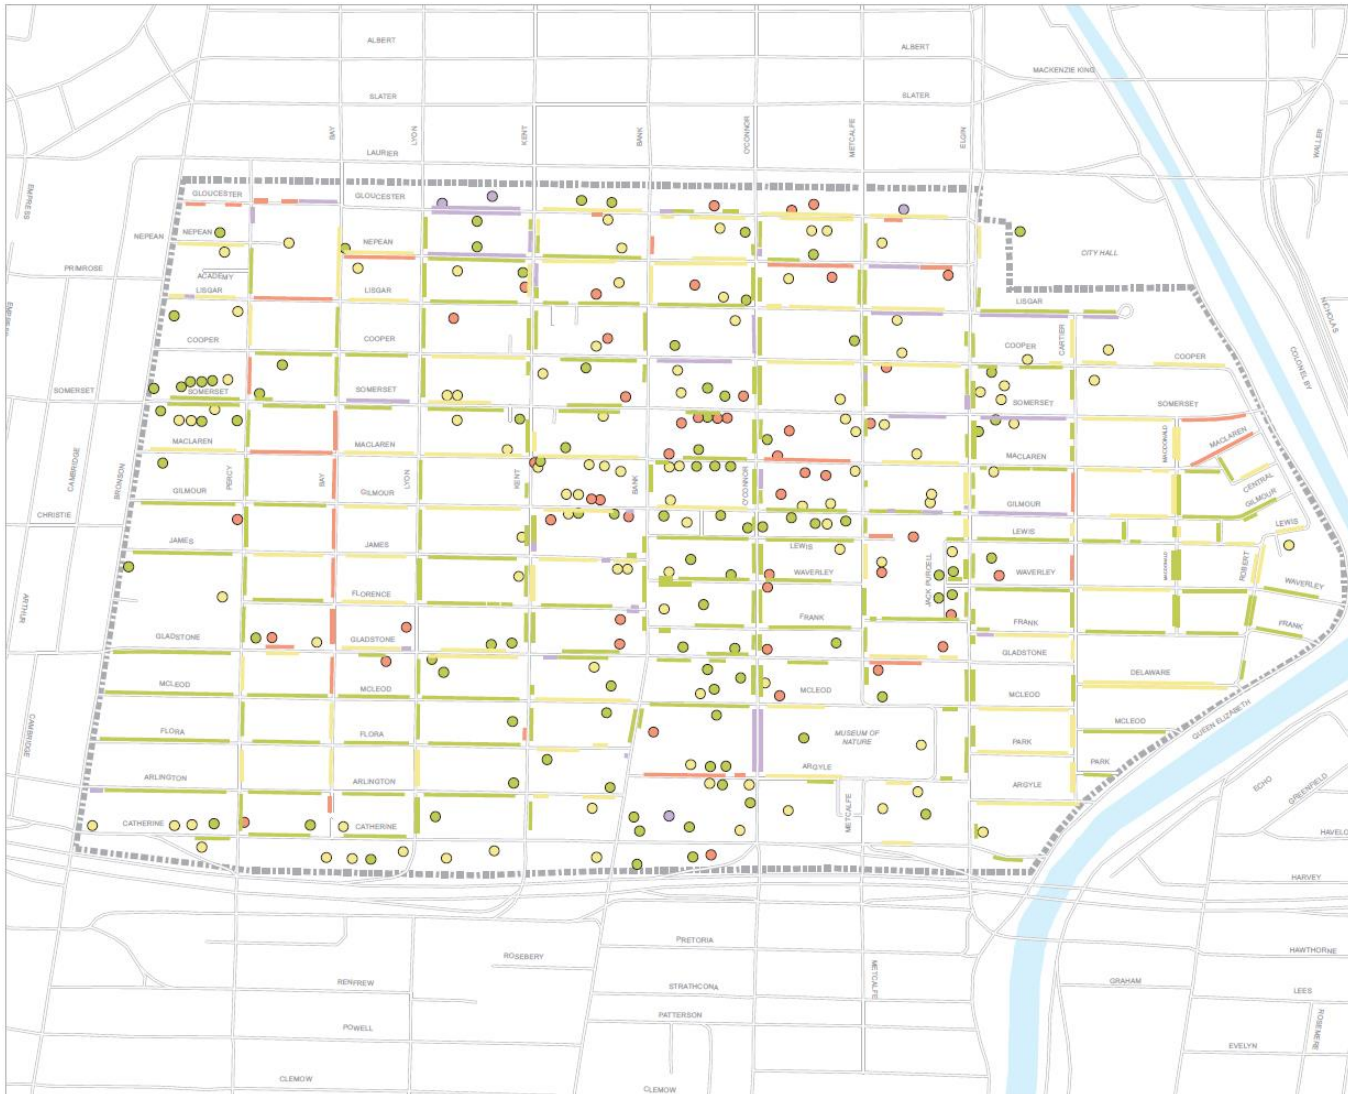 ALBERT
ALBERT
MACKENZIE KING
SLATER
SLATER
BAY
LYON
KENT
BANK
O'CONNOR
METCALFE
ELGIN
WALLER
LAURIER
EMPRESS
GLOUCESTER
GLOUCESTER
NEPEAN
NEPEAN
NEPEAN
CITY HALL
PRIMROSE
ACADEMY
LISGAR
LISGAR
LISGAR
NICHOLAS
COOPER
COOPER
COOPER
CARTIER
COOPER
COLONEL BY
SOMERSET
SOMERSET
SOMERSET
SOMERSET
SOMERSET
MACLAREN
MACLAREN
MACLAREN
MACDONALD
MACLAREN
CAMBRIDGE
BRONSON
PERCY
BAY
LYON
KENT
BANK
O'CONNOR
CENTRAL
GILMOUR
GILMOUR
GILMOUR
GILMOUR
CHRISTIE
JAMES
JAMES
LEWIS
LEWIS
LEWIS
WAVERLEY
JACK PURCELL
WAVERLEY
MACDONALD
ROBERT
WAVERLEY
ARTHUR
FLORENCE
FRANK
FRANK
FRANK
GLADSTONE
GLADSTONE
GLADSTONE
MCLEOD
MCLEOD
MCLEOD
MCLEOD
DELAWARE
CAMBRIDGE
FLORA
FLORA
MUSEUM OF
NATURE
PARK
MCLEOD
QUEEN ELIZABETH
ARLINGTON
ARLINGTON
ARGYLE
ARGYLE
PARK
ECHO
GREENFIELD
CATHERINE
CATHERINE
METCALFE
HARVEY
PRETORIA
HAWTHORNE
ROSEBERY
RENFREW
STRATHCONA
METCALFE
GRAHAM
LEES
POWELL
PATTERSON
ROSEMERE
EVELYN
CLEMOW
CLEMOW